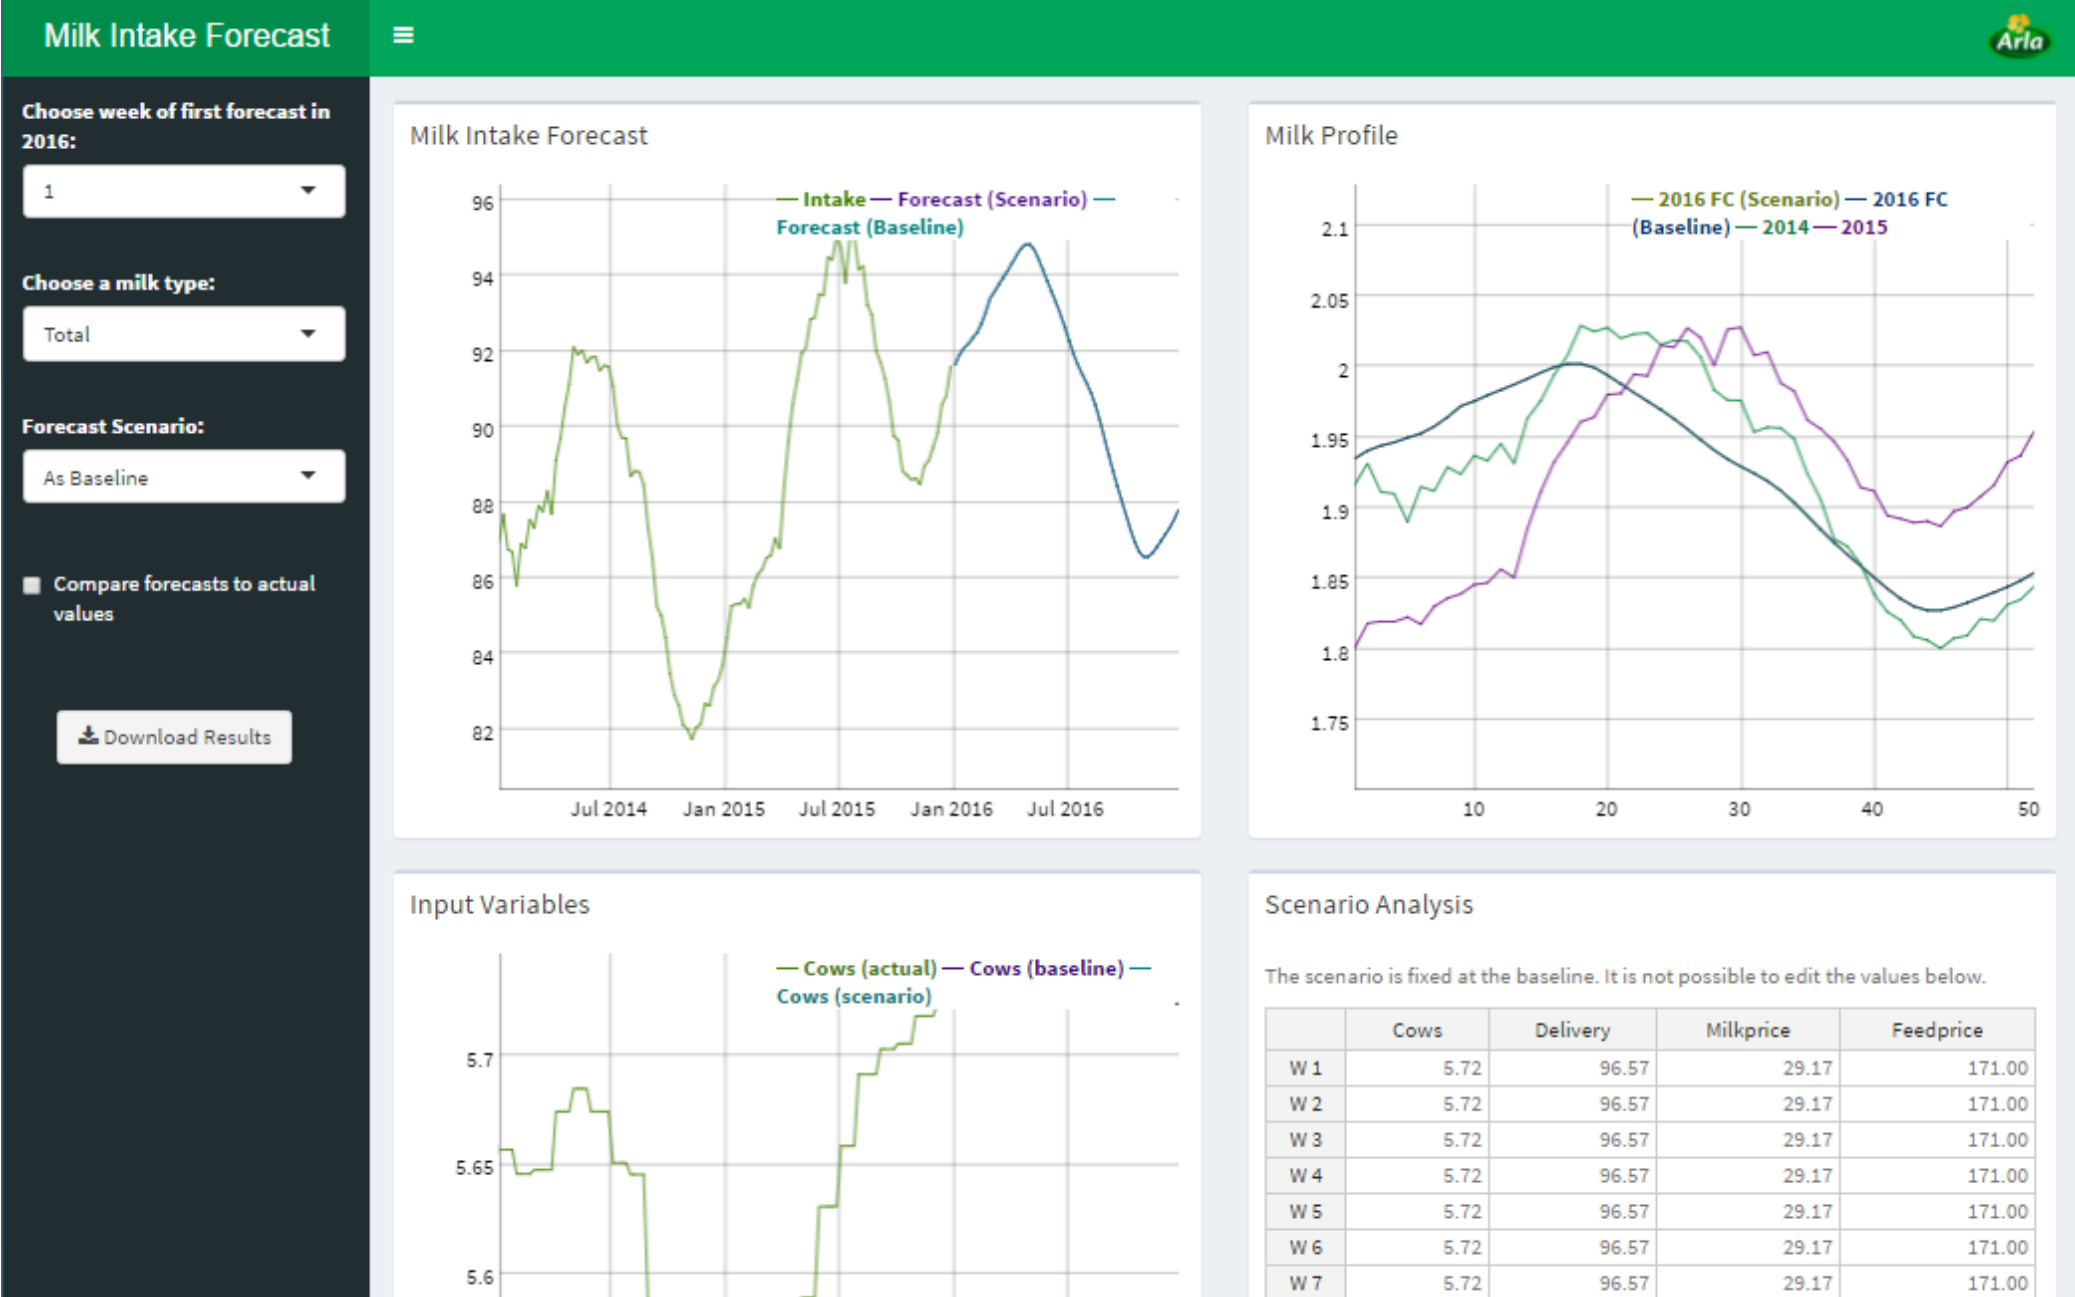 Milk Intake Forecast
Arla
Choose week of first forecast in
2016:
1
Choose a milk type:
Total
Forecast Scenario:
As Baseline
Compare forecasts to actual
values
Download Results
Milk Intake Forecast
Intake Forecast (Scenario)
Forecast (Baseline)
96
94
92
90
88
86
84
82
Jul 2014 Jan 2015 Jul 2015 Jan 2016 Jul 2016
Milk Profile
2016 FC (Scenario) 2016 FC
(Baseline) 2014 2015
2.1
2.05
2
1.95
1.9
1.85
1.8
1.75
10 20 30 40 50
Input Variables
Cows (actual) Cows (baseline)
Cows (scenario)
5.7
5.65
5.6
Scenario Analysis
The scenario is fixed at the baseline. It is not possible to edit the values below.
Cows Delivery Milkprice Feedprice
W 1 5.72 96.57 29.17 171.00
W 2 5.72 96.57 29.17 171.00
W 3 5.72 96.57 29.17 171.00
W 4 5.72 96.57 29.17 171.00
W 5 5.72 96.57 29.17 171.00
W 6 5.72 96.57 29.17 171.00
W 7 5.72 96.57 29.17 171.00